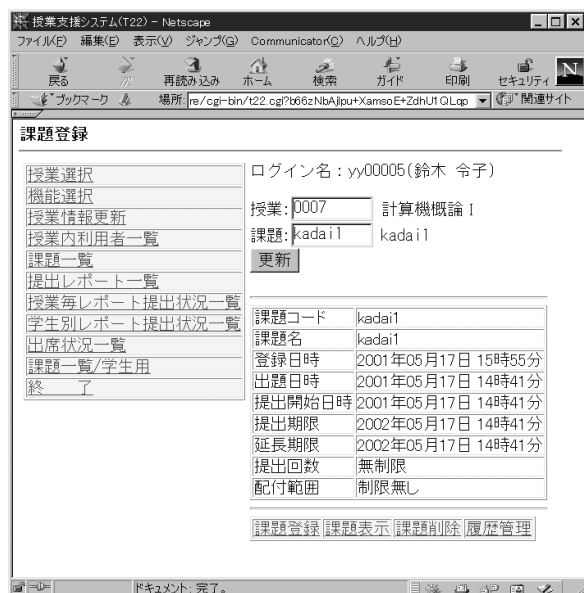 授業支援システム(T22) - Netscape
ファイル(F) 編集(E) 表示(V) ジャンプ(G) Communicator(C) ヘルプ(H)
戻る 次 再読み込み ホーム 検索 ガイド 印刷 セキュリティ N
ブックマーク 場所: re/cgi-bin/t22.cgi?b66zNbAjlpu+XamsoE+ZdhU1QLqp 関連サイト
課題登録
授業選択
機能選択
授業情報更新
授業内利用者一覧
課題一覧
提出レポート一覧
授業毎レポート提出状況一覧
学生別レポート提出状況一覧
出席状況一覧
課題一覧/学生用
終 了
ログイン名:yy00005(鈴木 令子)
授業: 0007 計算機概論Ⅰ
課題: kadai1 kadai1
更新
課題コード kadai1
課題名 kadai1
登録日時 2001年05月17日 15時55分
出題日時 2001年05月17日 14時41分
提出開始日時 2001年05月17日 14時41分
提出期限 2002年05月17日 14時41分
延長期限 2002年05月17日 14時41分
提出回数 無制限
配付範囲 制限無し
課題登録 課題表示 課題削除 履歴管理
ドキュメント: 完了。